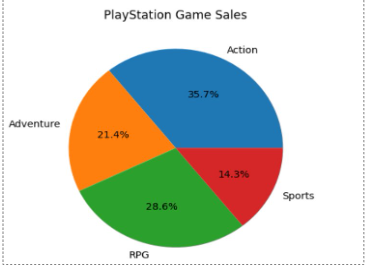 PlayStation Game Sales
Action
35.7%
Adventure
21.4%
14.3%
Sports
28.6%
RPG